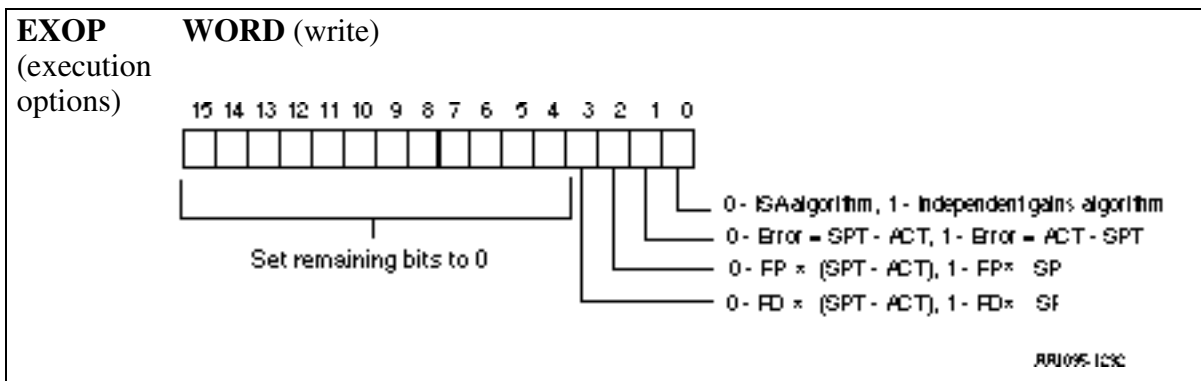 EXOP WORD (write)
(execution
options)
15 14 13 12 11 10 9 8 7 6 5 4 3 2 1 0
0 - ISA algorithm, 1 - Independent gains algorithm
0 - Error = SPT - ACT, 1 - Error = ACT - SPT
Set remaining bits to 0
0 - FP × (SPT - ACT), 1 - FP×
0 - FD × (SPT - ACT), 1 - FD×